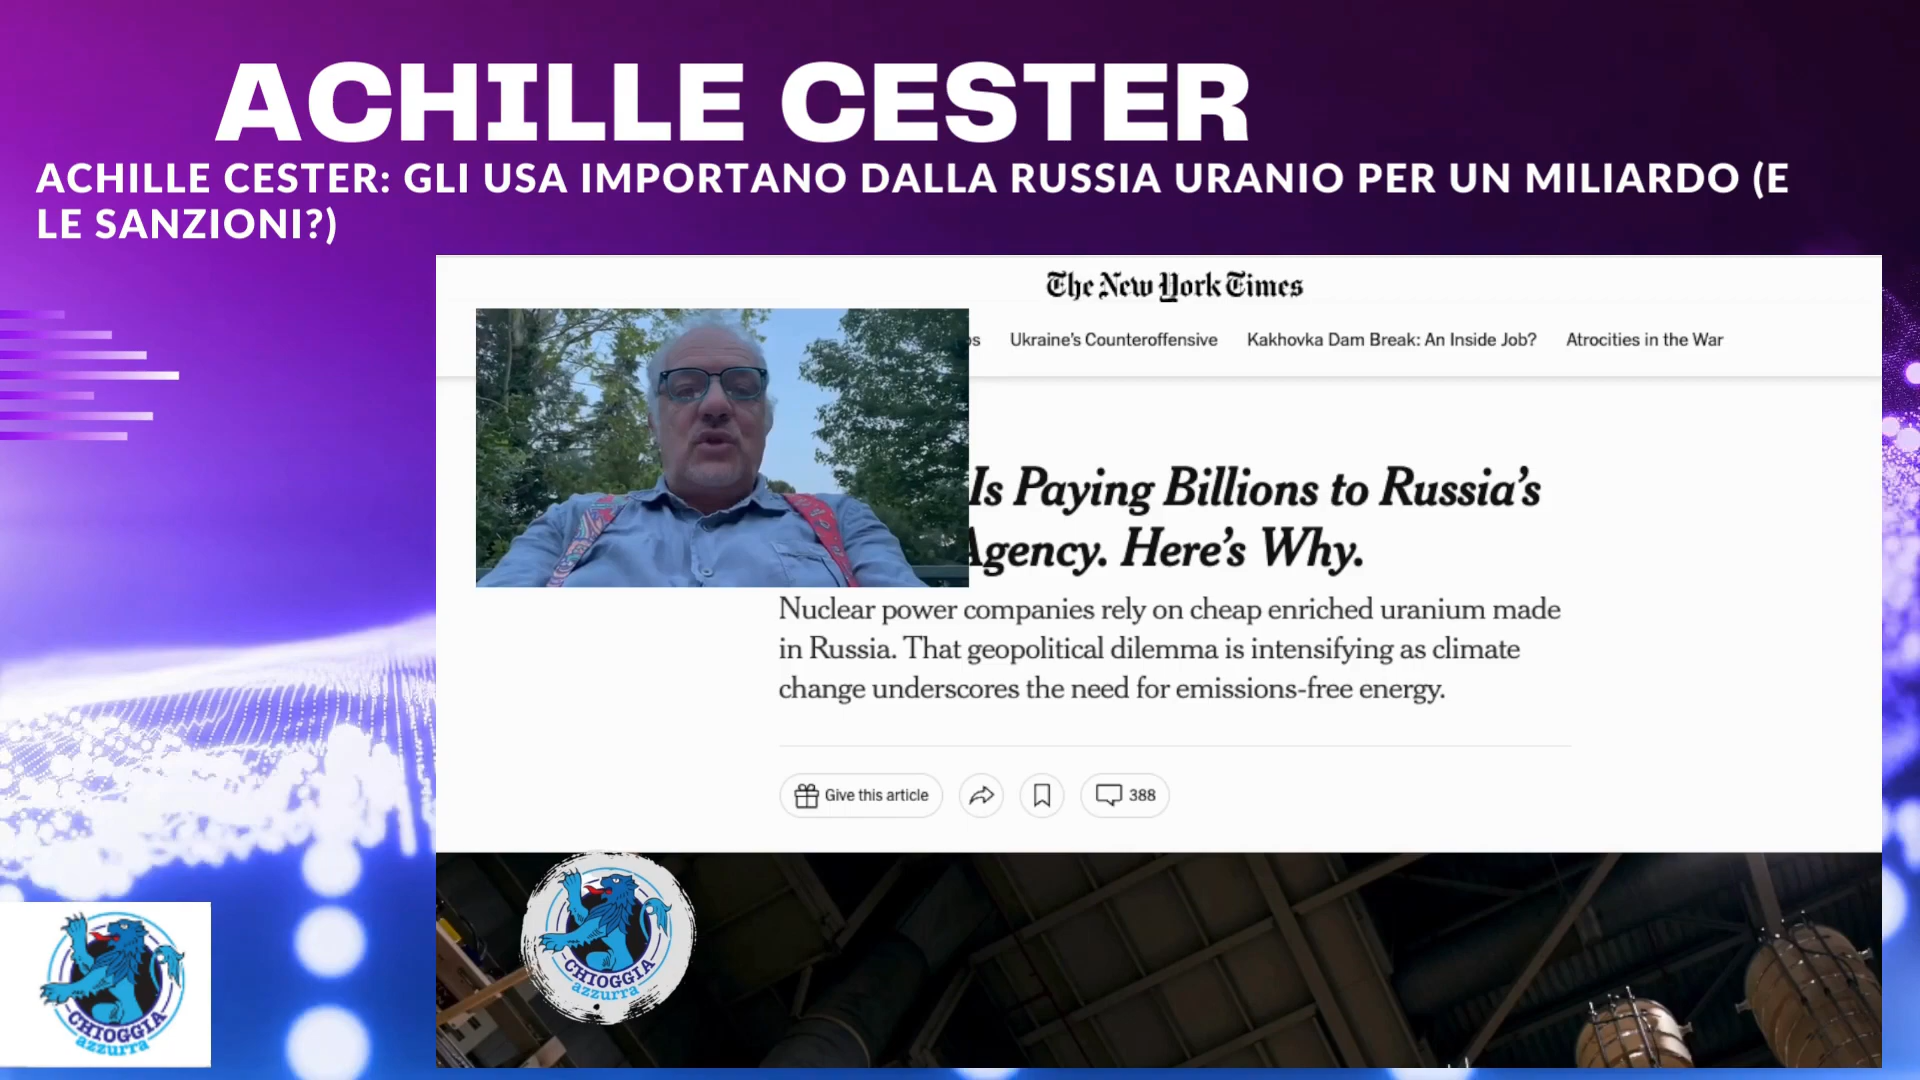 ACHILLE CESTER
ACHILLE CESTER: GLI USA IMPORTANO DALLA RUSSIA URANIO PER UN MILIARDO (E
LE SANZIONI?)
The New York Times
Ukraine's Counteroffensive Kakhovka Dam Break: An Inside Job? Atrocities in the War
Is Paying Billions to Russia's
Agency. Here's Why.
Nuclear power companies rely on cheap enriched uranium made
in Russia. That geopolitical dilemma is intensifying as climate
change underscores the need for emissions-free energy.
Give this article 388
CHIOGGIA
azzurra
CHIOGGIA
azzurra